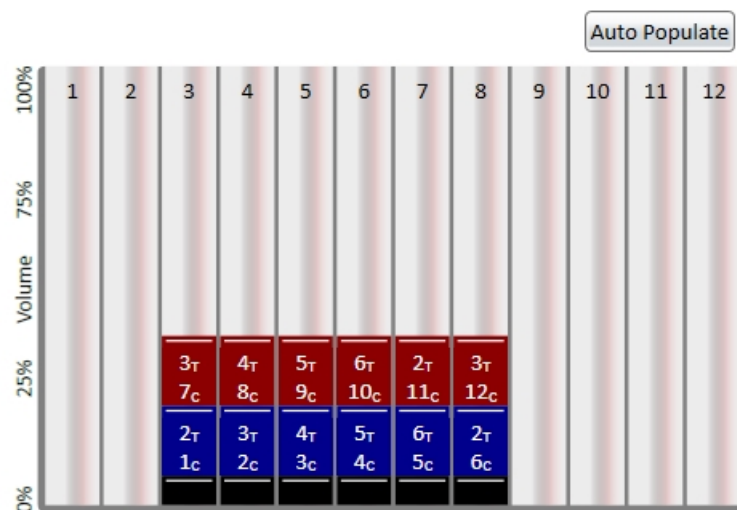 Auto Populate
100%
75%
Volume
25%
0%
1 2 3 4 5 6 7 8 9 10 11 12
3T 4T 5T 6T 2T 3T
7C 8C 9C 10C 11C 12C
2T 3T 4T 5T 6T 2T
1C 2C 3C 4C 5C 6C